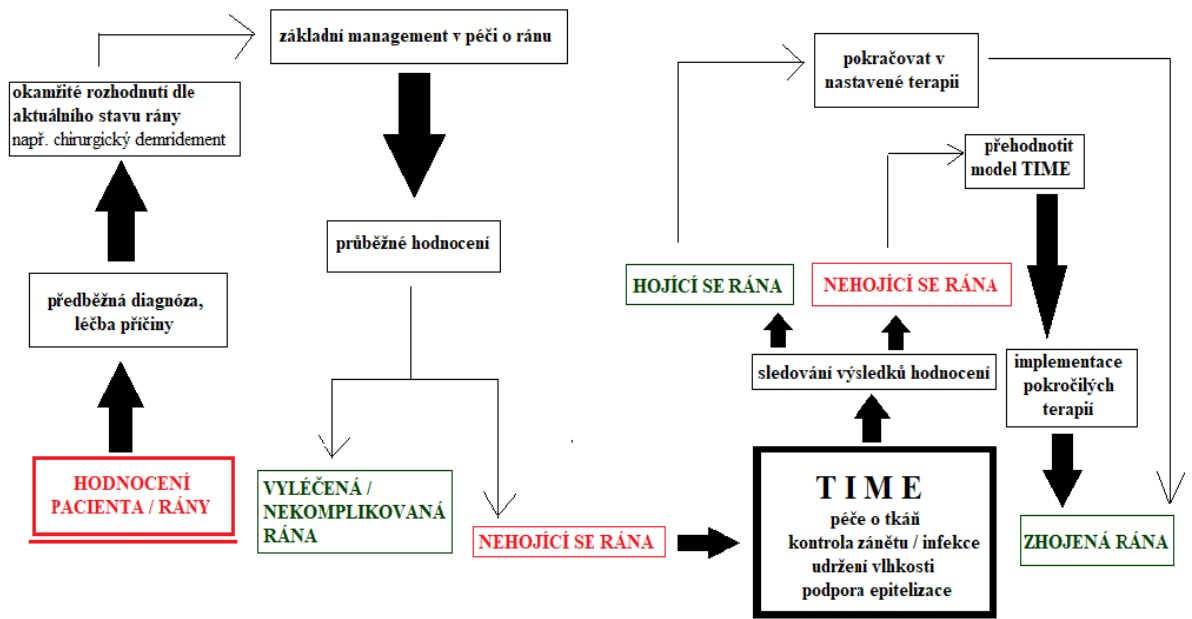 HODNOCENÍ
PACIENTA / RÁNY
předběžná diagnóza,
léčba příčiny
okamžité rozhodnutí dle
aktuálního stavu rány
např. chirurgický demridement
základní management v péči o ránu
průběžné hodnocení
VYLÉČENÁ /
NEKOMPLIKOVANÁ
RÁNA
NEHOJÍCÍ SE RÁNA
T I M E
péče o tkáň
kontrola zánětu / infekce
udržení vlhkosti
podpora epitelizace
sledování výsledků hodnocení
HOJÍCÍ SE RÁNA
pokračovat v
nastavené terapii
NEHOJÍCÍ SE RÁNA
přehodnotit
model TIME
implementace
pokročilých
terapií
ZHOJENÁ RÁNA